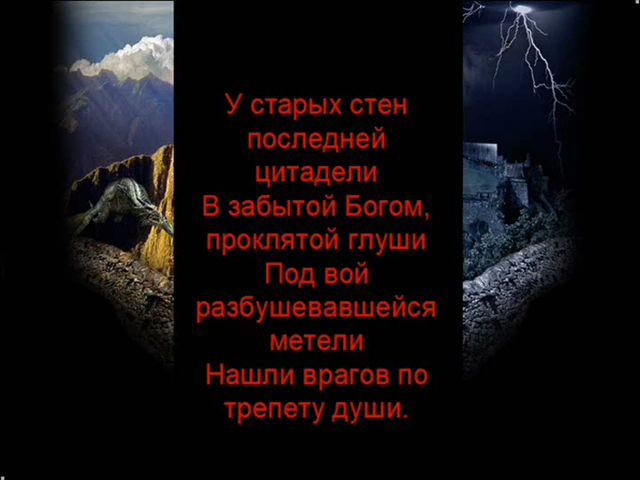 У старых стен
последней
цитадели
В забытой Богом,
проклятой глуши
Под вой
разбушевавшейся
метели
Нашли врагов по
трепету души.